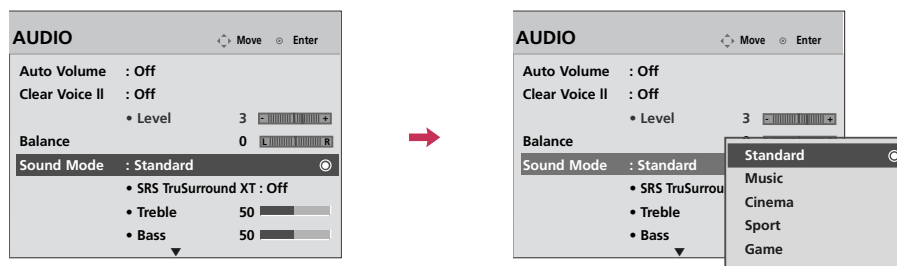 AUDIO Move Enter
Auto Volume : Off
Clear Voice ll : Off
• Level 3 - +
Balance 0 L R
Sound Mode : Standard
• SRS TruSurround XT : Off
• Treble 50
• Bass 50
AUDIO Move Enter
Auto Volume : Off
Clear Voice ll : Off
• Level 3 - +
Balance
Sound Mode : Standard
• SRS TruSurrou
• Treble
• Bass
Standard
Music
Cinema
Sport
Game